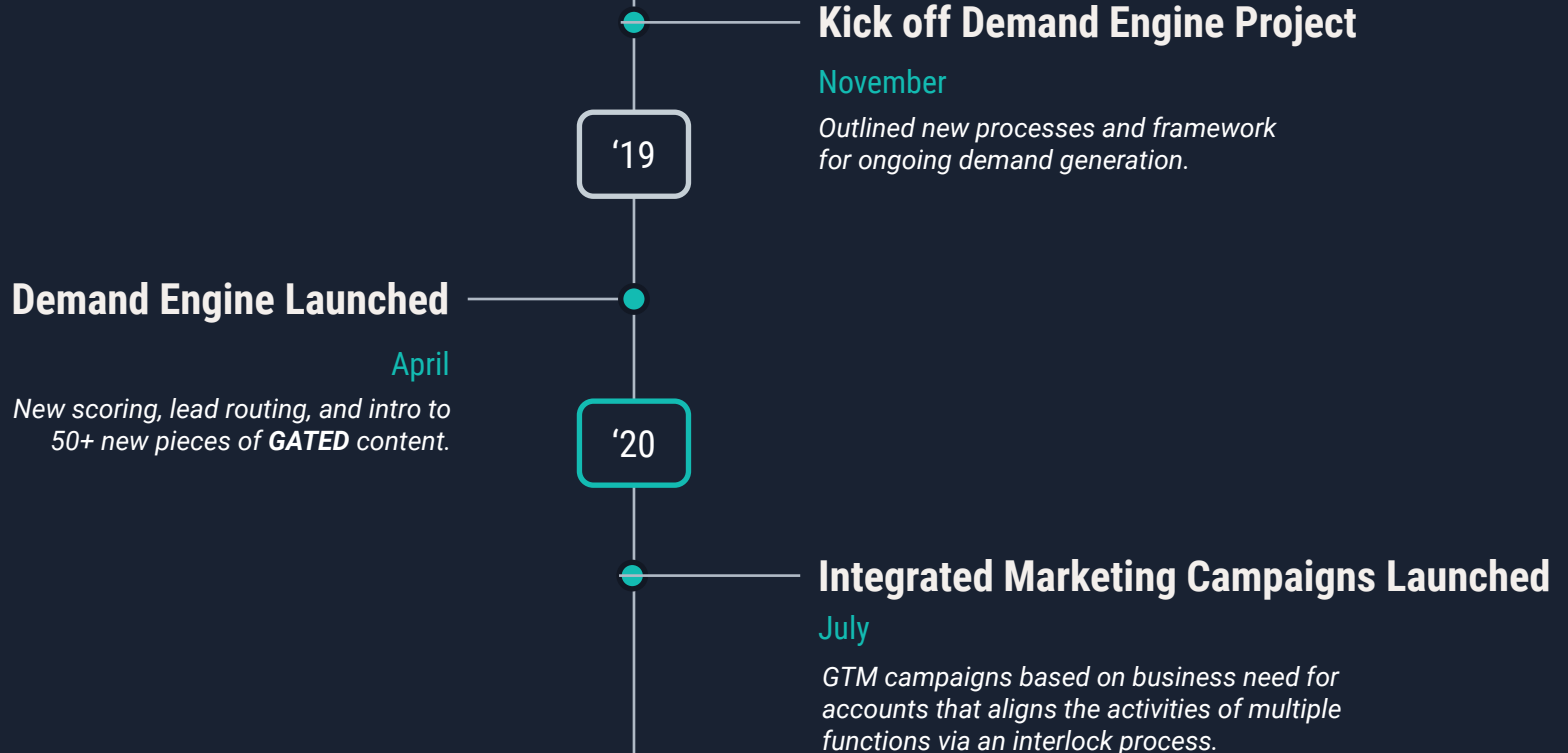 Kick off Demand Engine Project
November
Outlined new processes and framework
for ongoing demand generation.
‘19
Demand Engine Launched
April
New scoring, lead routing, and intro to
50+ new pieces of GATED content.
‘20
Integrated Marketing Campaigns Launched
July
GTM campaigns based on business need for
accounts that aligns the activities of multiple
functions via an interlock process.